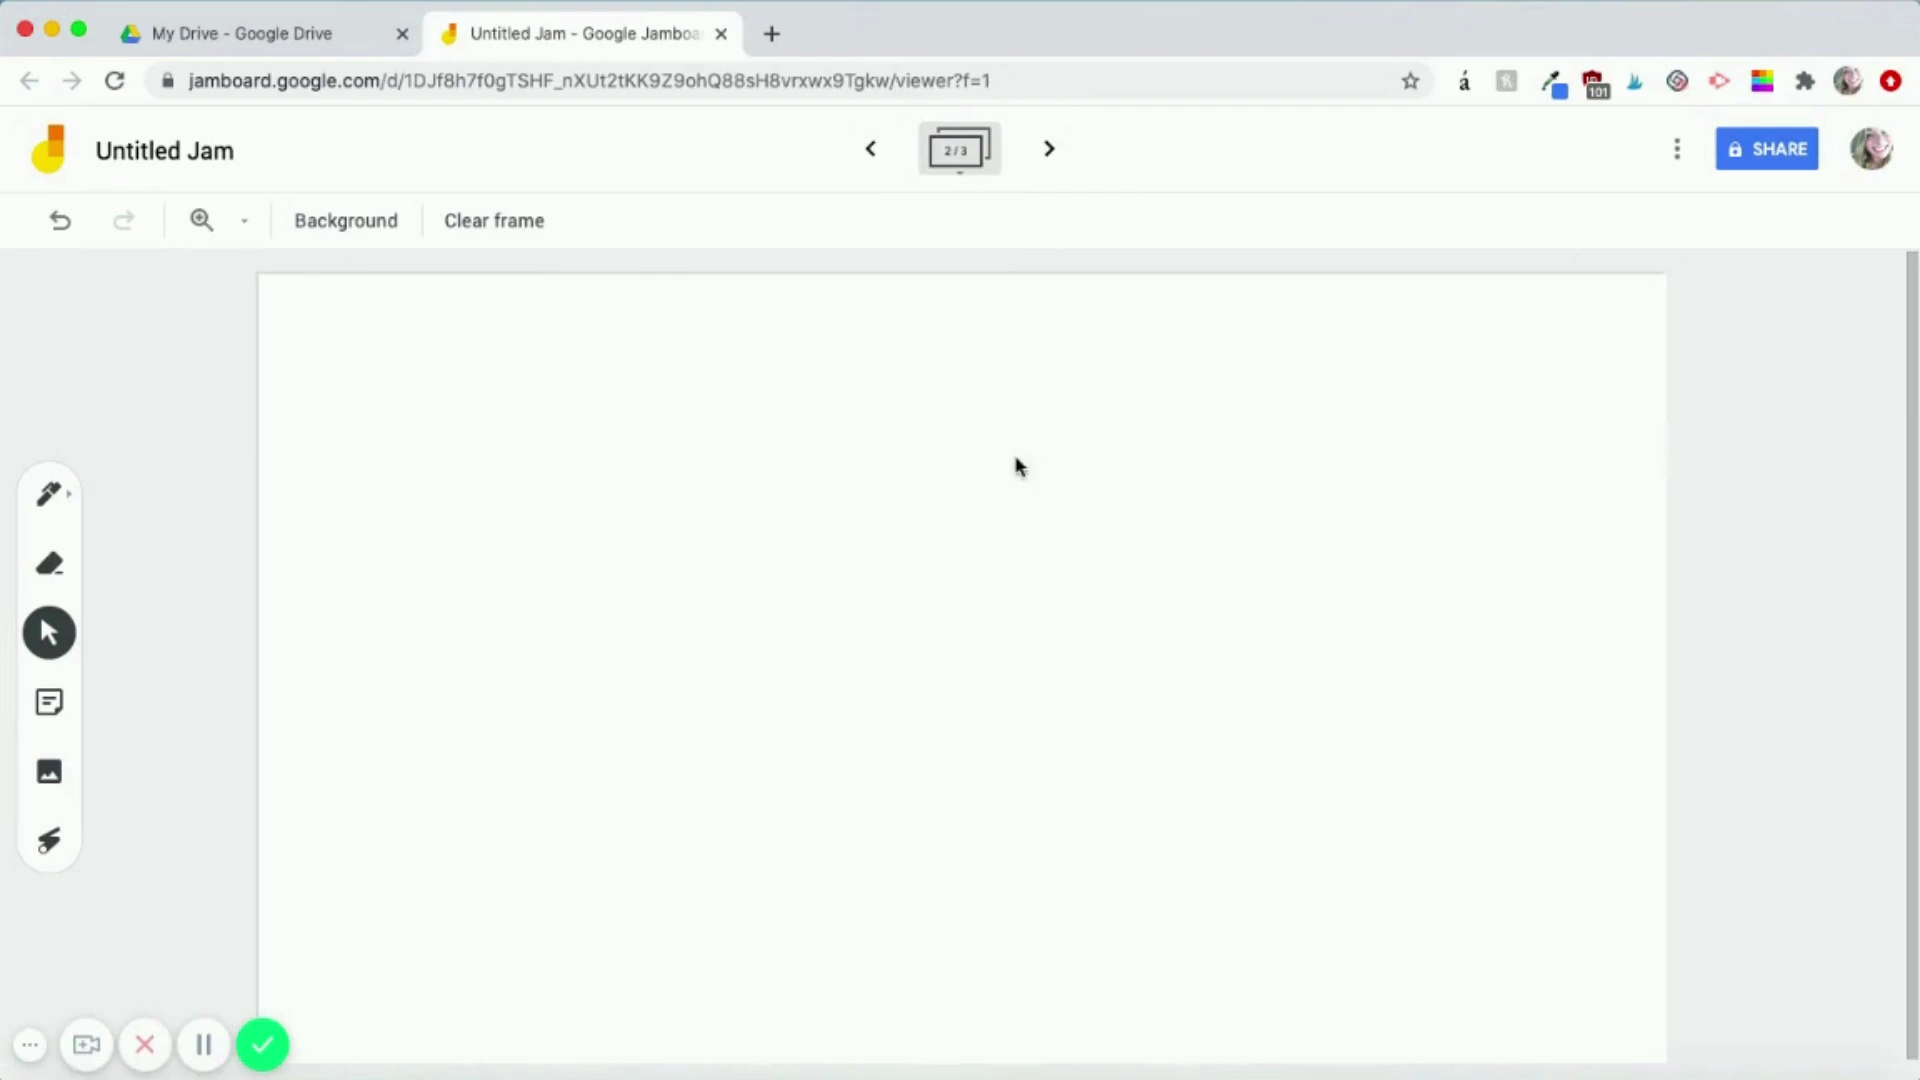 My Drive - Google Drive
Untitled Jam - Google Jamboa
jamboard.google.com/d/1DJf8h7f0gTSHF_nXUt2tKK9Z9ohQ88sH8vrxwx9Tgkw/viewer?f=1
á
101
Untitled Jam
2/3
SHARE
Background
Clear frame